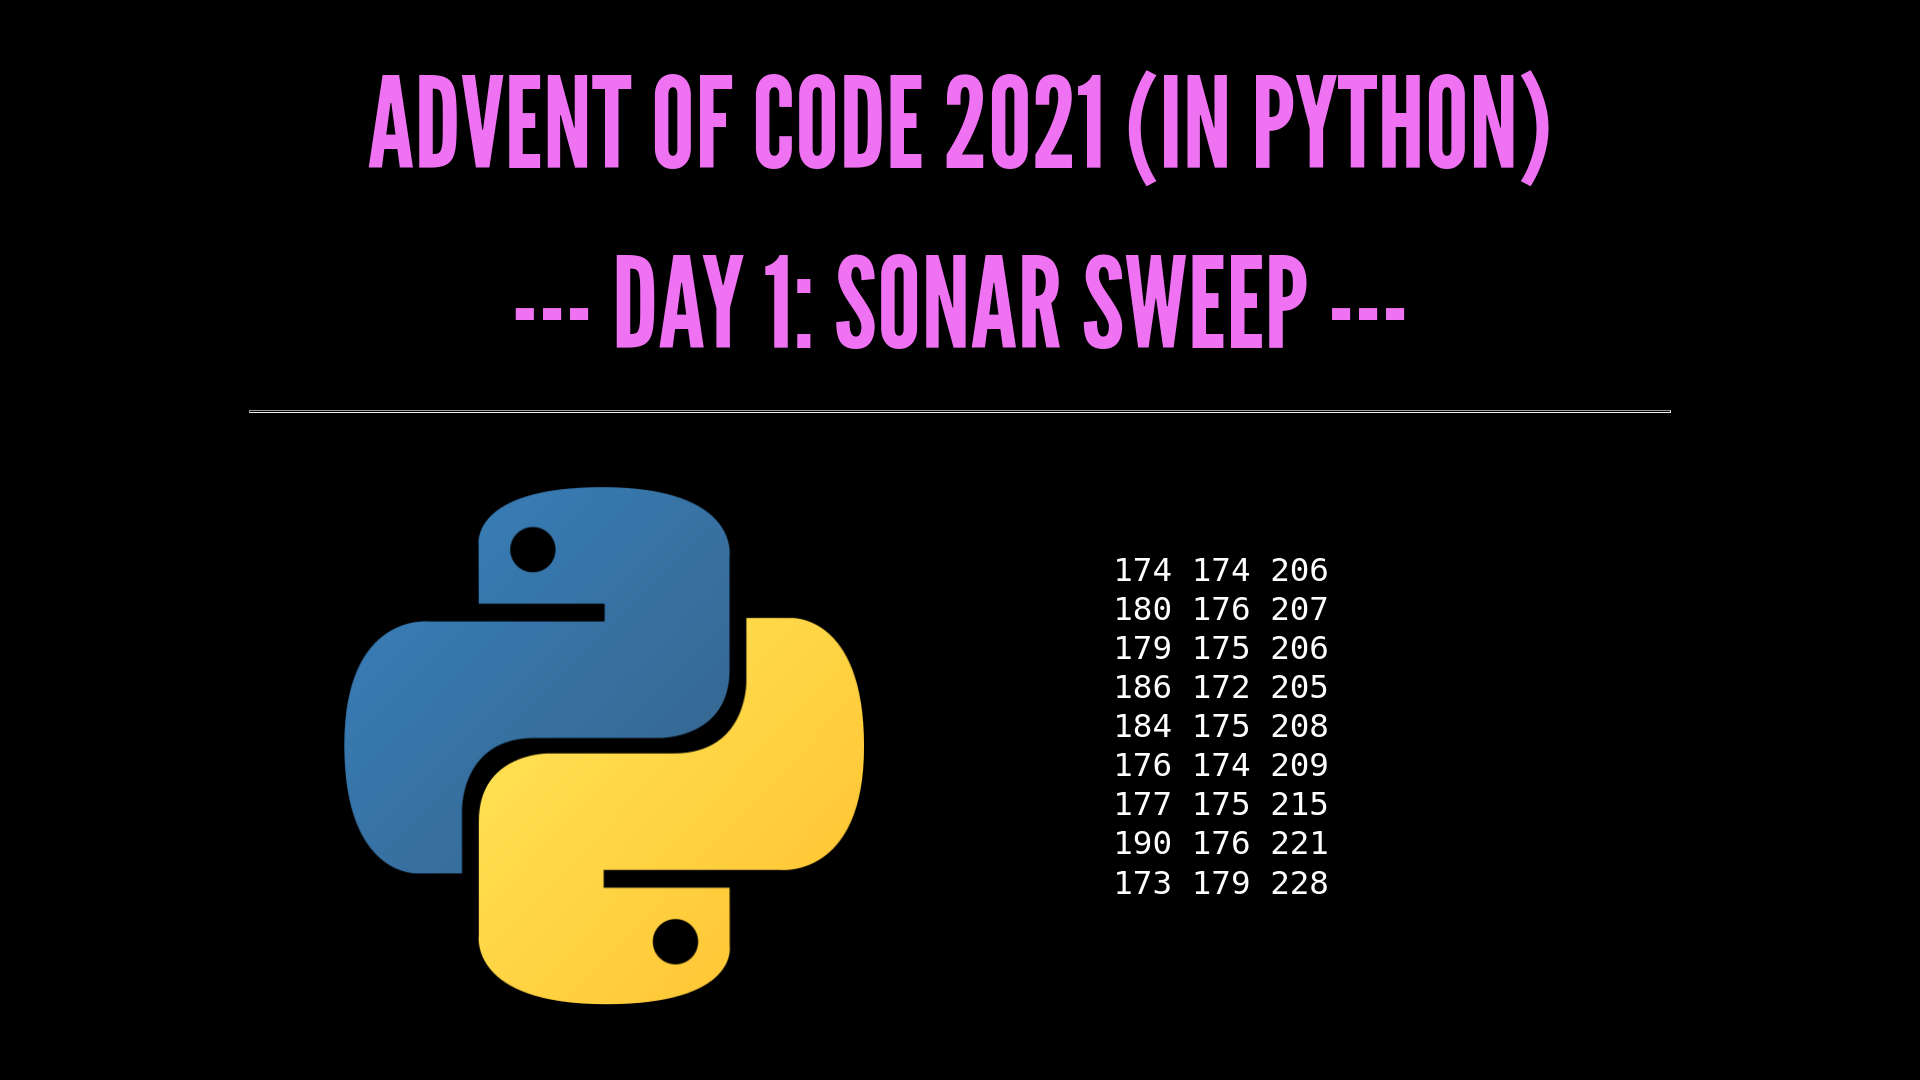 ADVENT OF CODE 2021 (IN PYTHON)
--- DAY 1: SONAR SWEEP ---
174 174 206
180 176 207
179 175 206
186 172 205
184 175 208
176 174 209
177 175 215
190 176 221
173 179 228